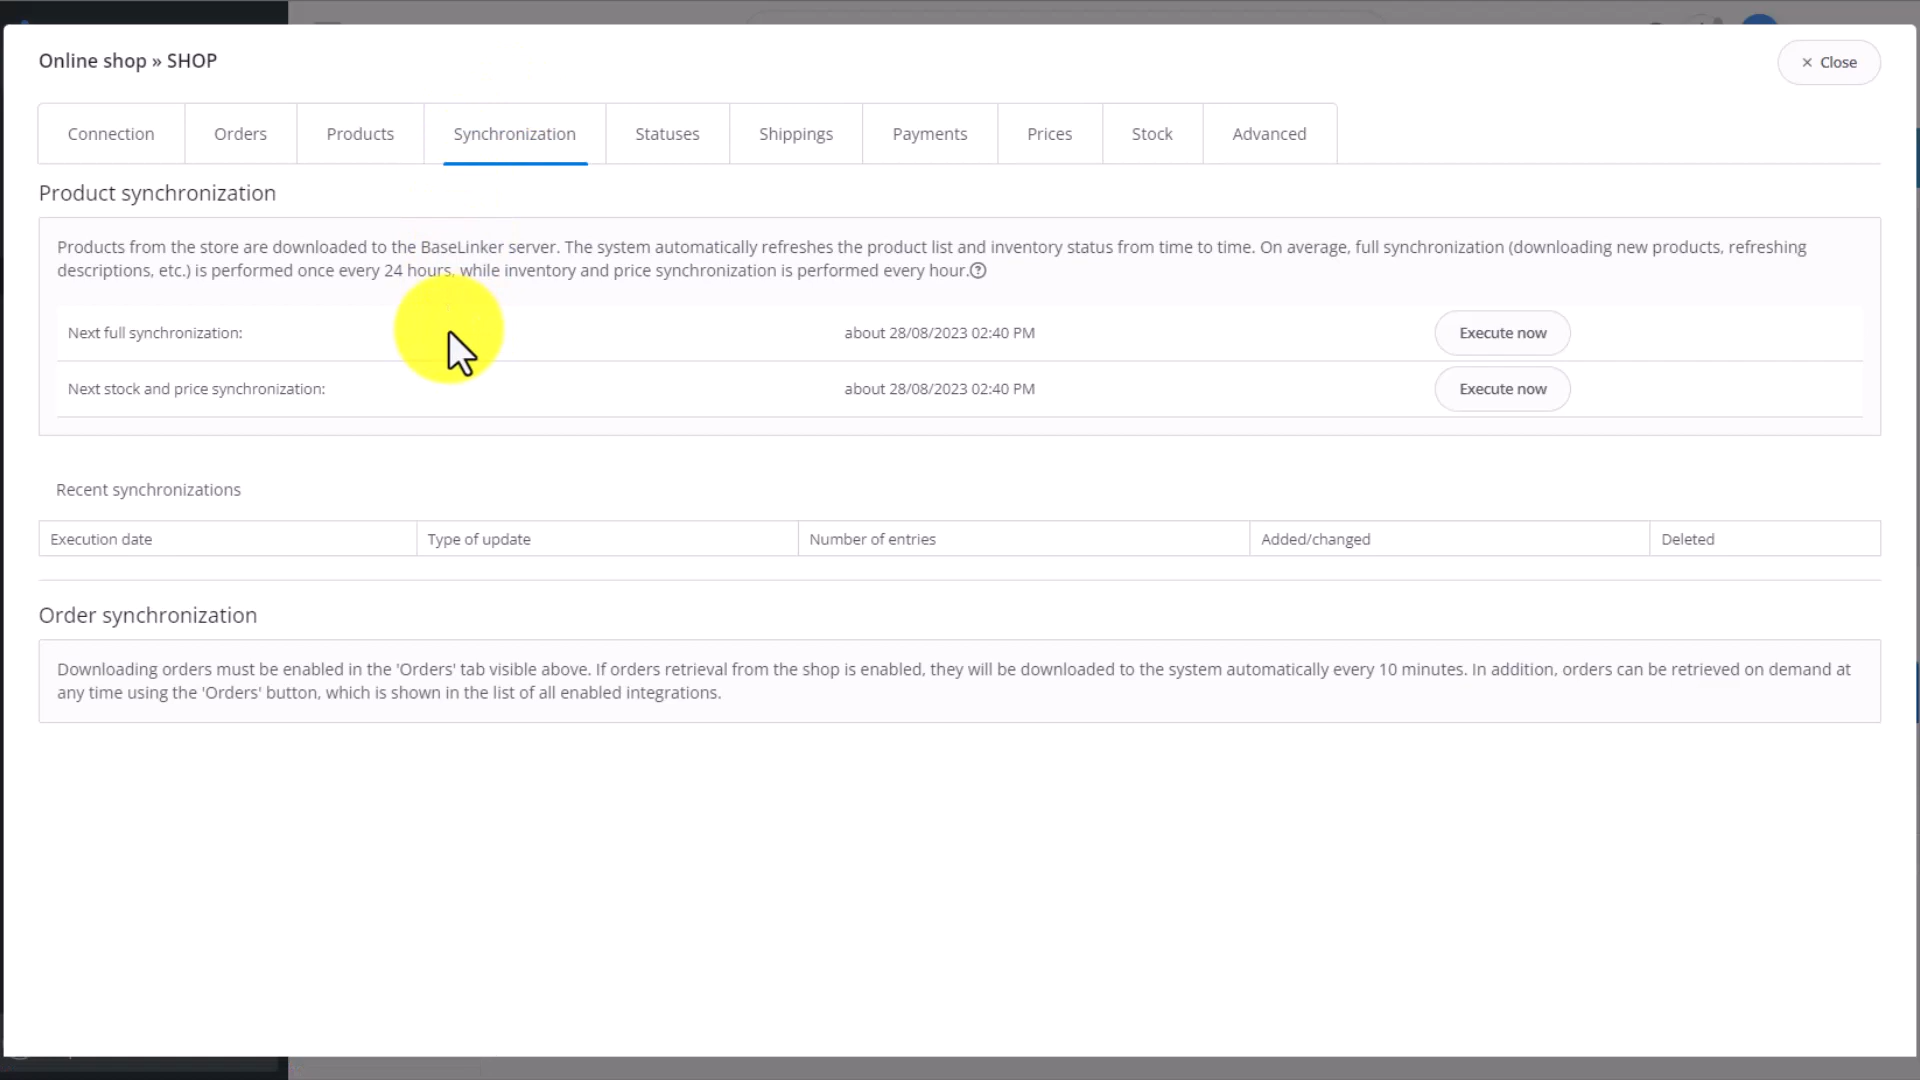 Online shop » SHOP
× Close
Connection
Orders
Products
Synchronization
Statuses
Shippings
Payments
Prices
Stock
Advanced
Product synchronization
Products from the store are downloaded to the BaseLinker server. The system automatically refreshes the product list and inventory status from time to time. On average, full synchronization (downloading new products, refreshing
descriptions, etc.) is performed once every 24 hours, while inventory and price synchronization is performed every hour.
Next full synchronization:
about 28/08/2023 02:40 PM
Execute now
Next stock and price synchronization:
about 28/08/2023 02:40 PM
Execute now
Recent synchronizations
Execution date
Type of update
Number of entries
Added/changed
Deleted
Order synchronization
Downloading orders must be enabled in the 'Orders' tab visible above. If orders retrieval from the shop is enabled, they will be downloaded to the system automatically every 10 minutes. In addition, orders can be retrieved on demand at
any time using the 'Orders' button, which is shown in the list of all enabled integrations.